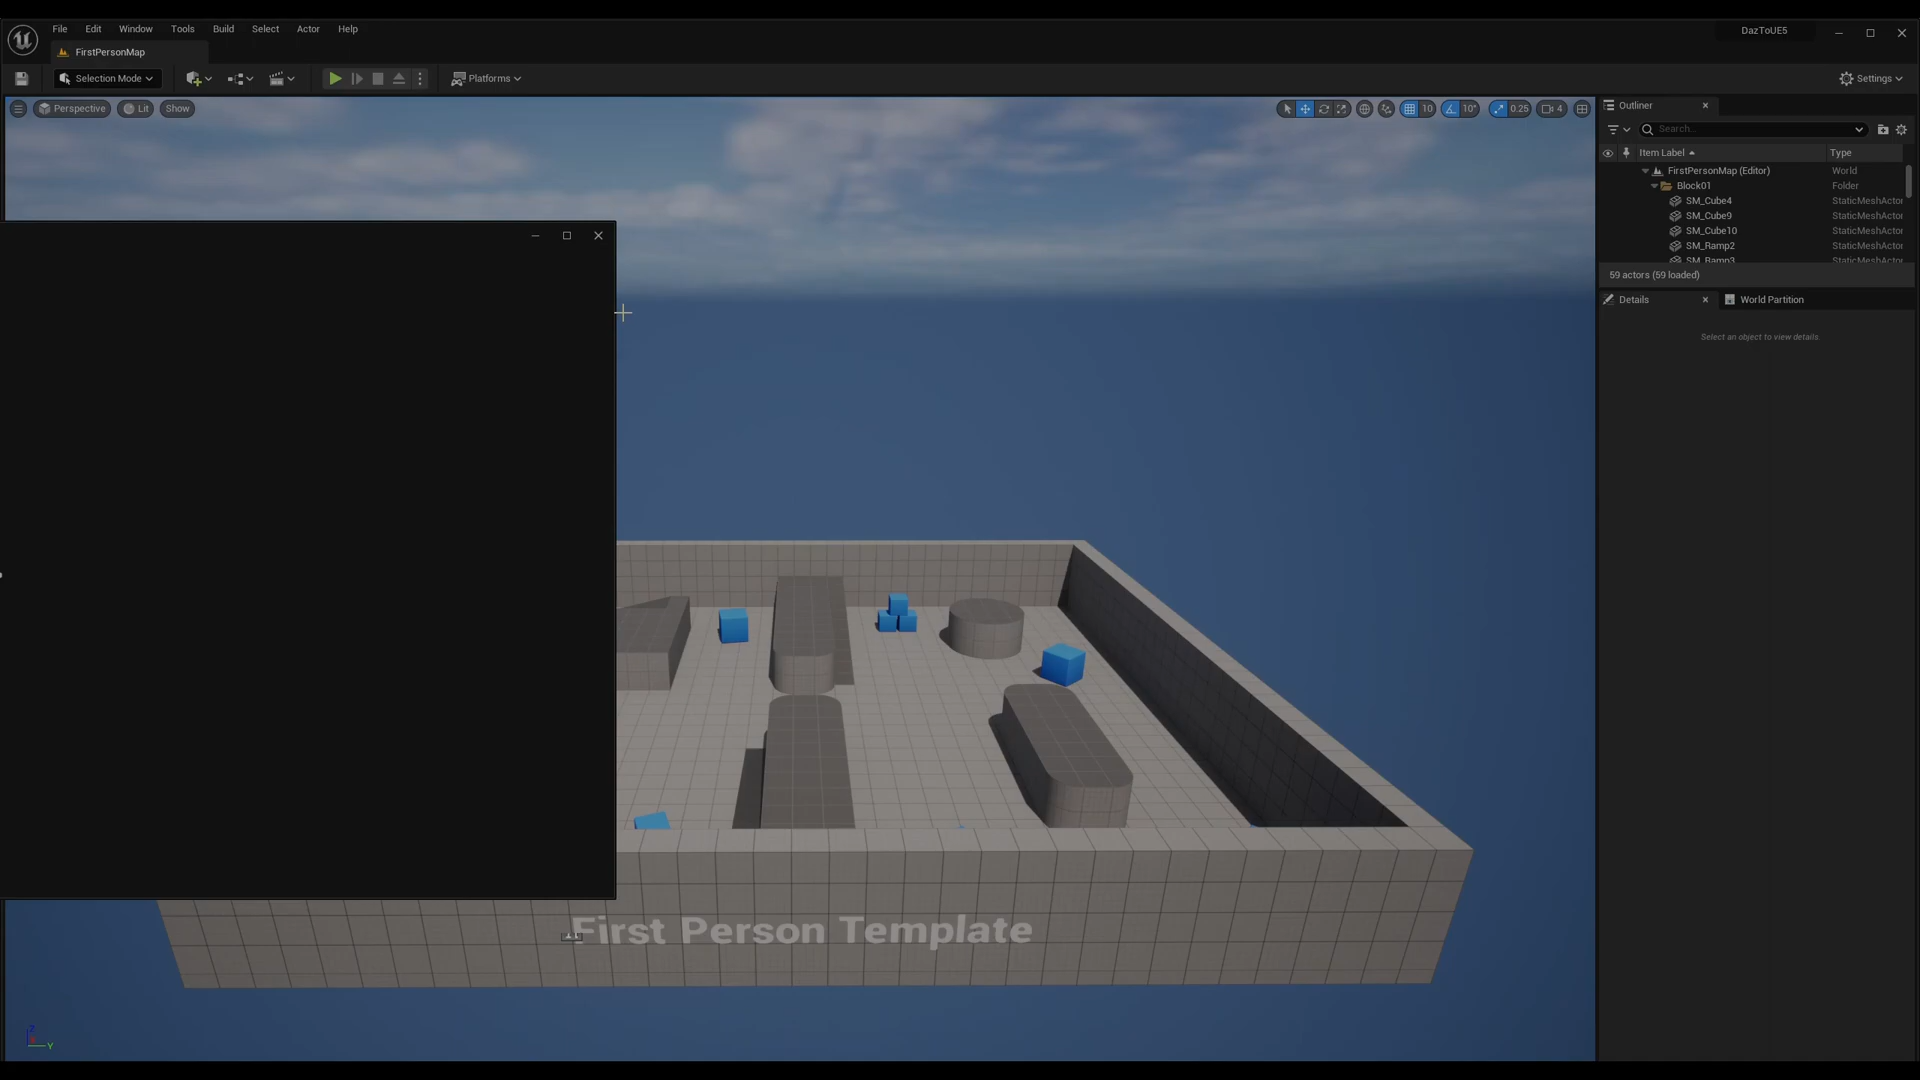 File Edit Window Tools Build Select Actor Help
DazToUE5
FirstPersonMap
Selection Mode
Platforms
Settings
Perspective Lit Show
10 10° 0.25 4
Outliner
Search...
Item Label Type
FirstPersonMap (Editor) World
Block01 Folder
SM_Cube4 StaticMeshActor
SM_Cube9 StaticMeshActor
SM_Cube10 StaticMeshActor
SM_Ramp2 StaticMeshActor
SM_Ramp3 StaticMeshActor
59 actors (59 loaded)
Details World Partition
Select an object to view details.
First Person Template
Z
Y